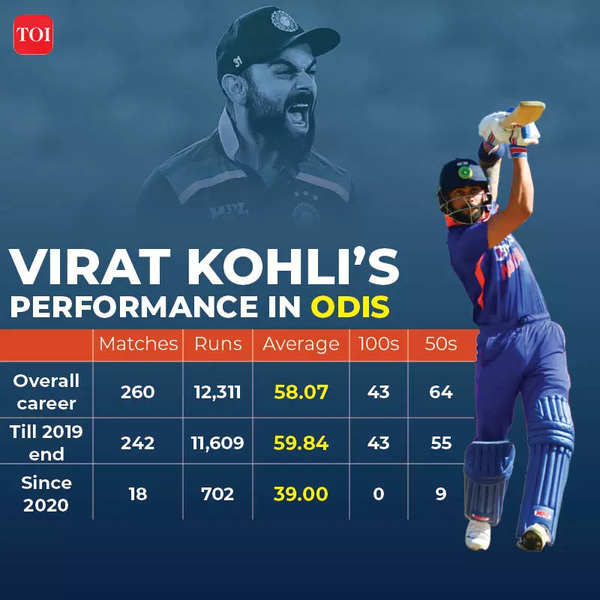 TOI
31
MPL
VIRAT KOHLI'S
PERFORMANCE IN ODIS
Matches Runs Average 100s 50s
Overall career 260 12,311 58.07 43 64
Till 2019 end 242 11,609 59.84 43 55
Since 2020 18 702 39.00 0 9